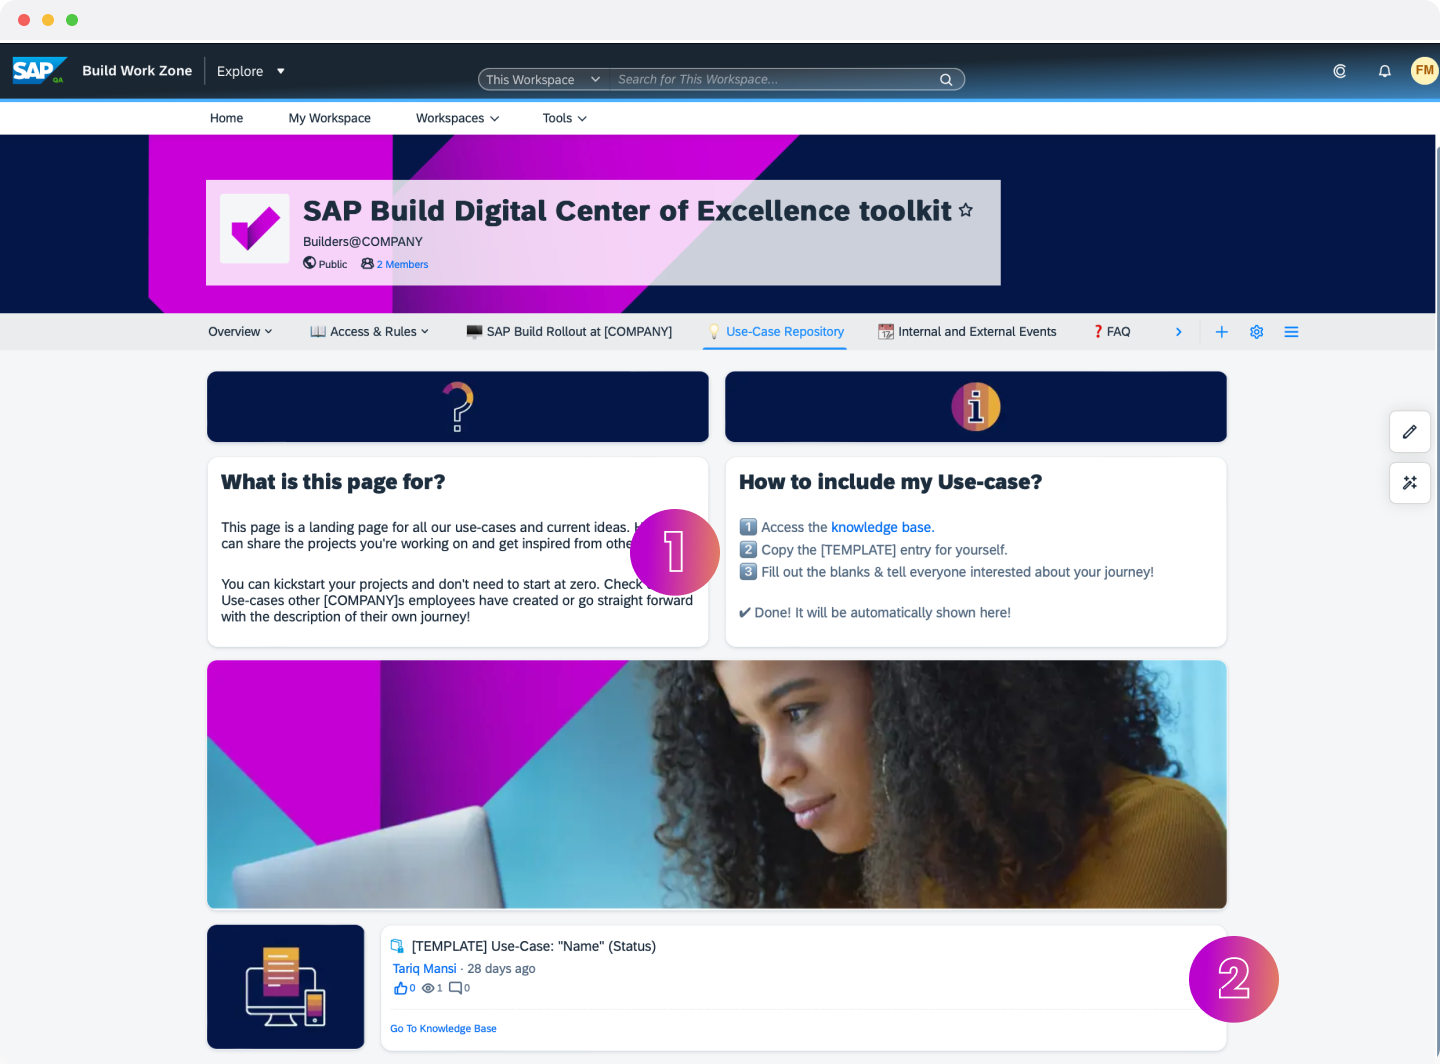 SAP QA Build Work Zone Explore This Workspace Search for This Workspace... FM
Home My Workspace Workspaces Tools
SAP Build Digital Center of Excellence toolkit
Builders@COMPANY
Public 2 Members
Overview Access & Rules SAP Build Rollout at [COMPANY] Use-Case Repository Internal and External Events FAQ
What is this page for?
This page is a landing page for all our use-cases and current ideas.
can share the projects you're working on and get inspired from
You can kickstart your projects and don't need to start at zero. Check
Use-cases other [COMPANY]s employees have created or go straight forward
with the description of their own journey!
1
How to include my Use-case?
1 Access the knowledge base.
2 Copy the [TEMPLATE] entry for yourself.
3 Fill out the blanks & tell everyone interested about your journey!
✔ Done! It will be automatically shown here!
[TEMPLATE] Use-Case: "Name" (Status)
Tariq Mansi · 28 days ago
0 1 0
Go To Knowledge Base
2